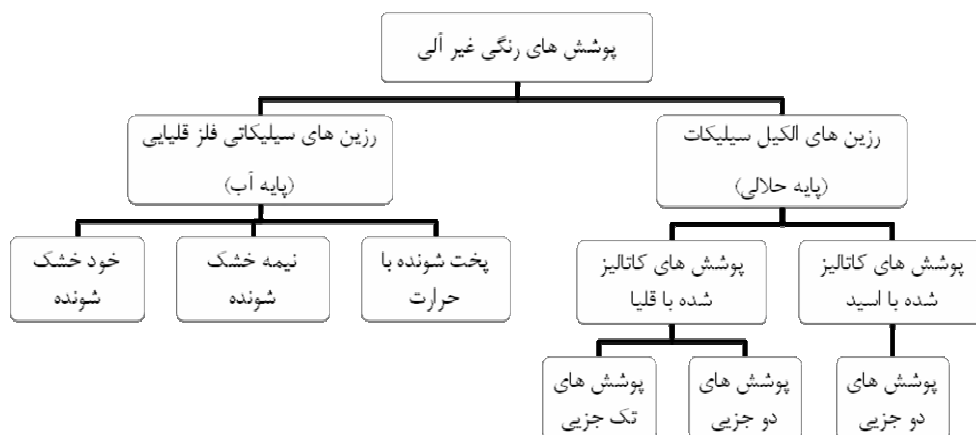 پوشش های رنگی غیر آلی
رزین های الکیل سیلیکات
(پایه حلالی)
رزین های سیلیکاتی فلز قلیایی
(پایه آب)
پوشش های کاتالیز
شده با اسید
پوشش های کاتالیز
شده با قلیا
پخت شونده با
حرارت
نیمه خشک
شونده
خود خشک
شونده
پوشش های
دو جزیی
پوشش های
دو جزیی
پوشش های
تک جزیی